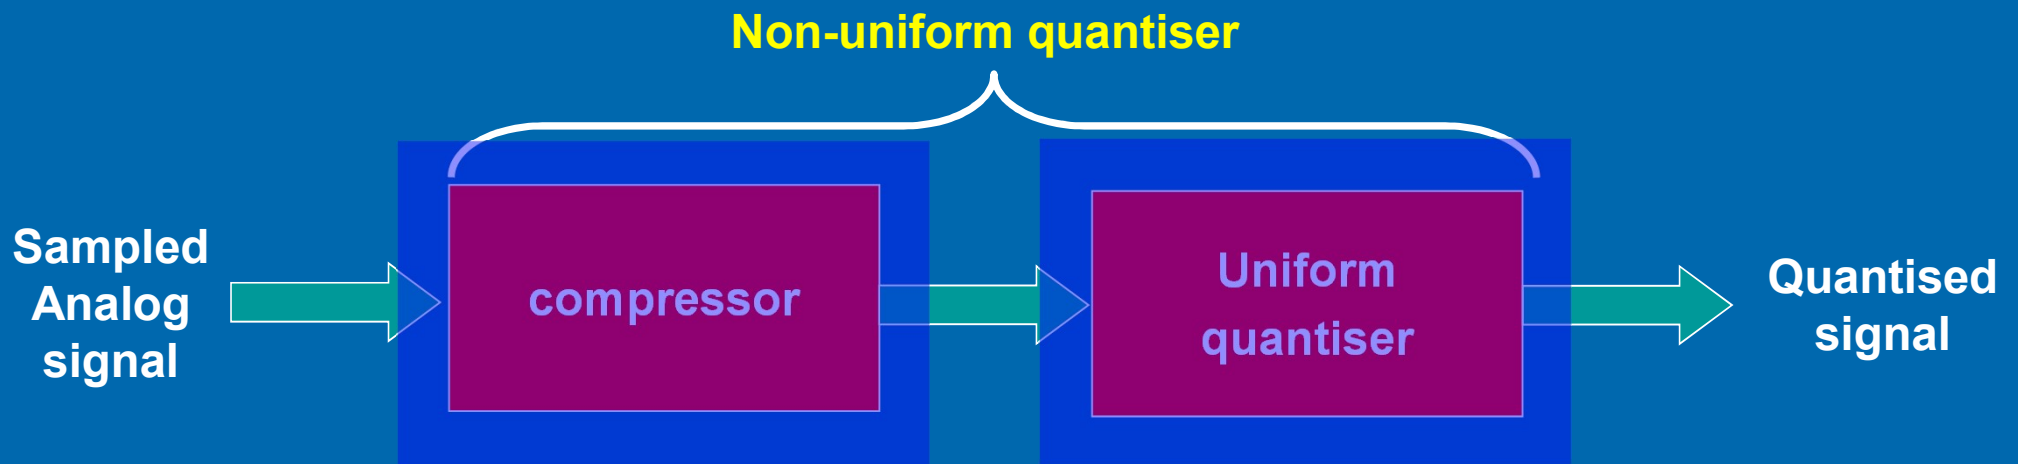 Non-uniform quantiser
Sampled
Analog
signal
compressor
Uniform
quantiser
Quantised
signal